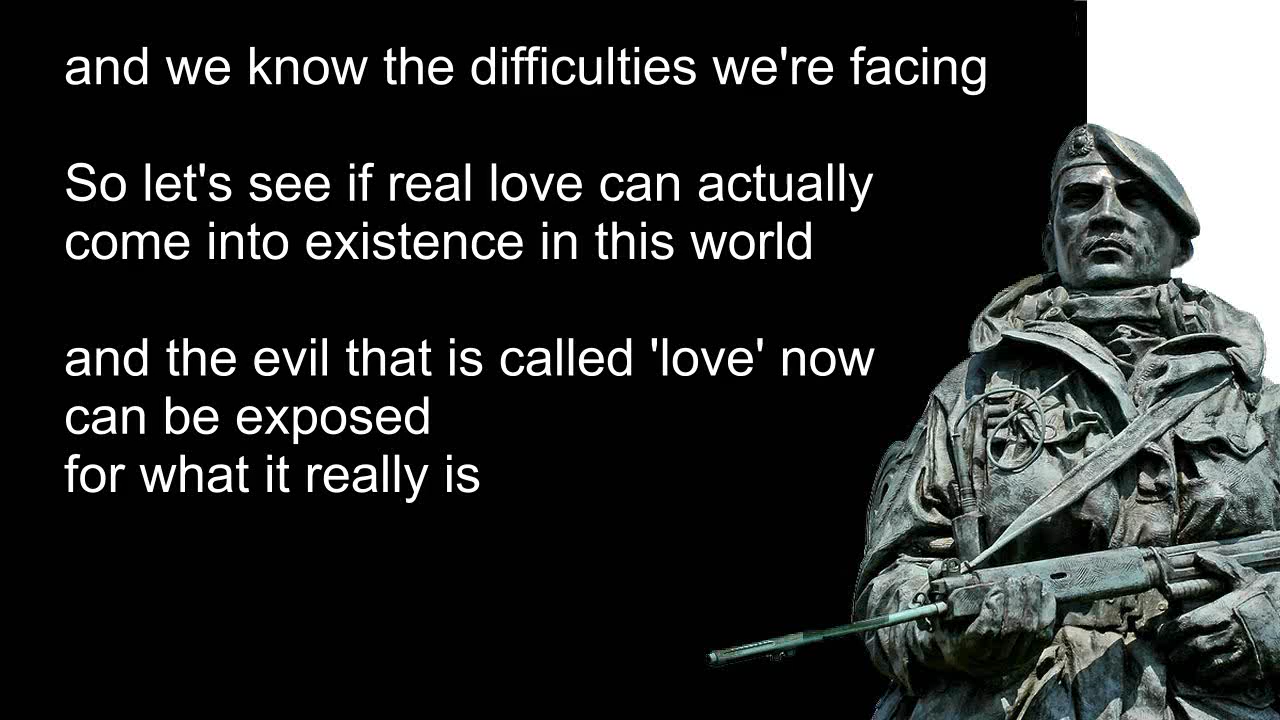 and we know the difficulties we're facing
So let's see if real love can actually
come into existence in this world
and the evil that is called 'love' now
can be exposed
for what it really is